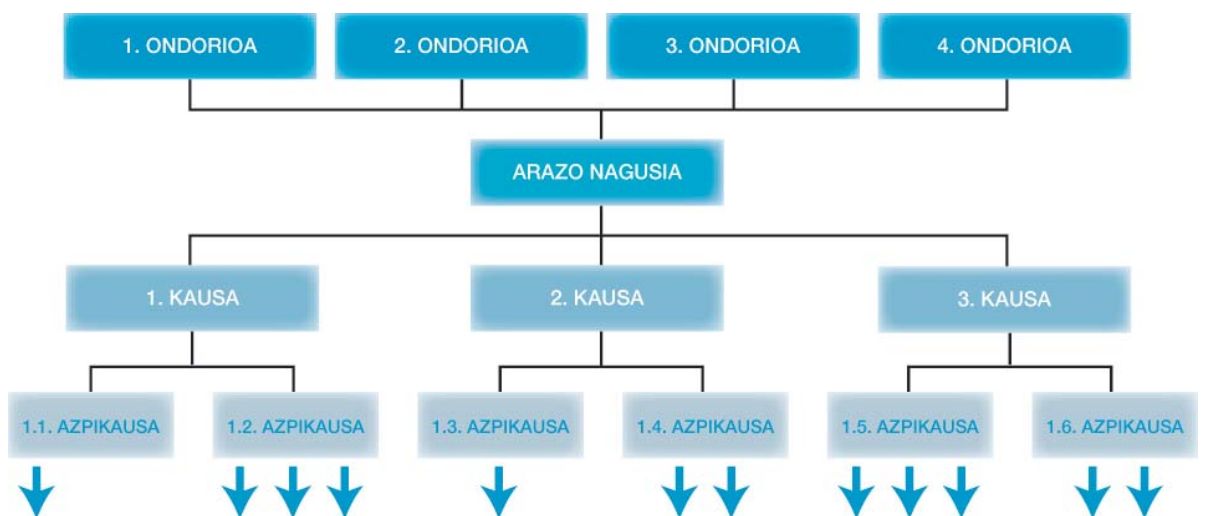 1. ONDORIOA
2. ONDORIOA
3. ONDORIOA
4. ONDORIOA
ARAZO NAGUSIA
1. KAUSA
2. KAUSA
3. KAUSA
1.1. AZPIKAUSA
1.2. AZPIKAUSA
1.3. AZPIKAUSA
1.4. AZPIKAUSA
1.5. AZPIKAUSA
1.6. AZPIKAUSA